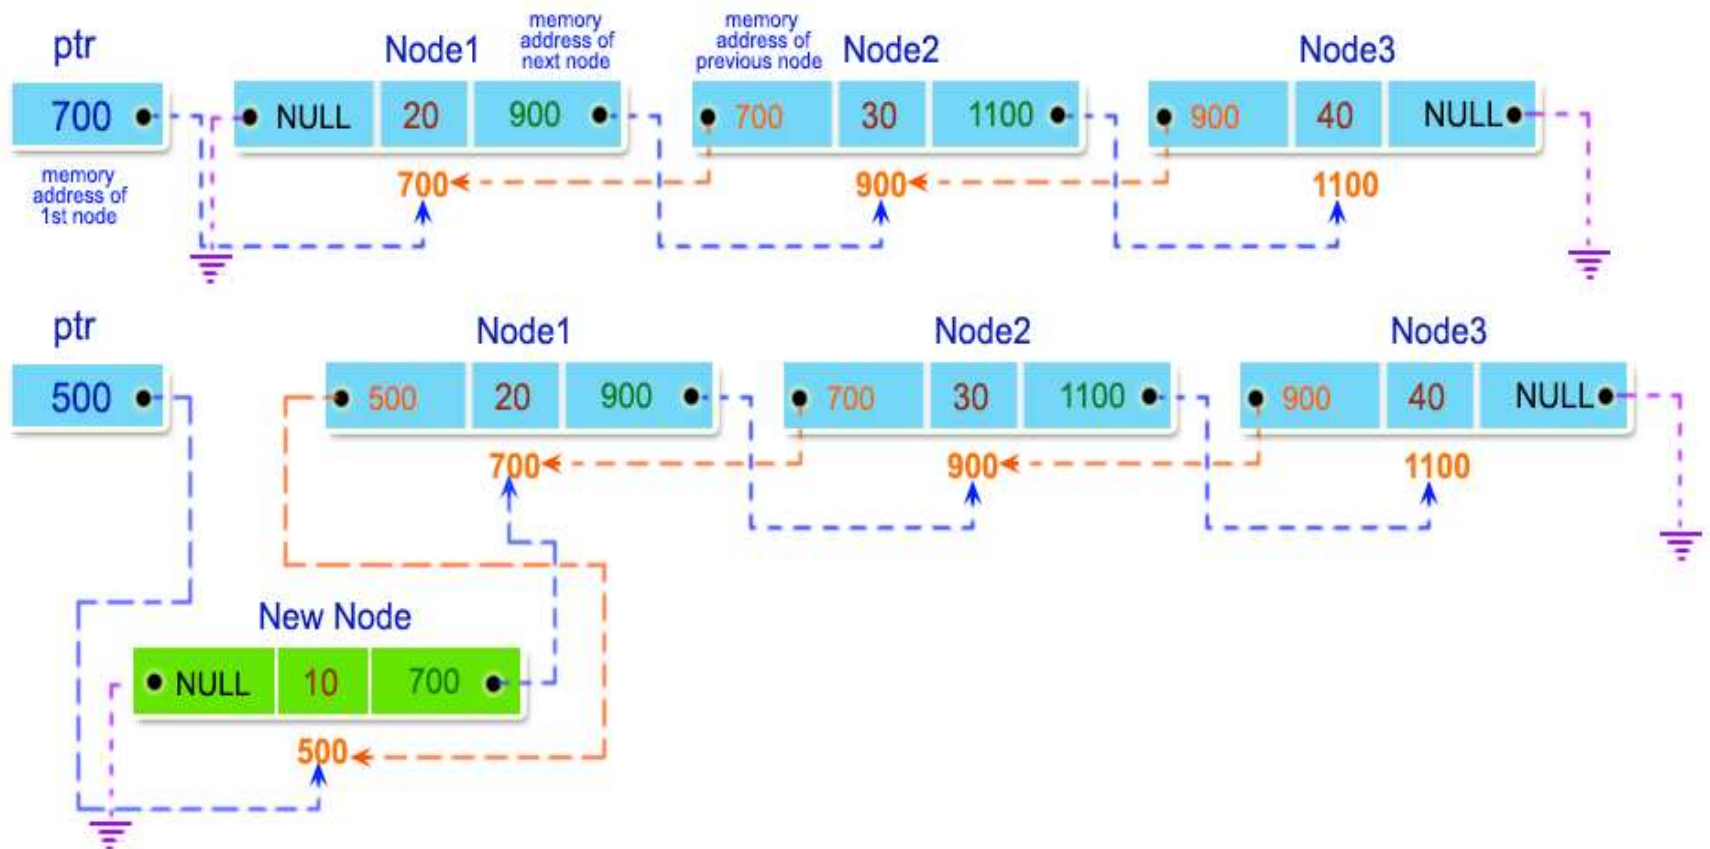 ptr
Node1
memory
address of
next node
memory
address of
previous node
Node2
Node3
700
NULL 20 900
700 30 1100
900 40 NULL
memory
address of
1st node
700
900
1100
ptr
Node1
Node2
Node3
500
500 20 900
700 30 1100
900 40 NULL
700
900
1100
New Node
NULL 10 700
500